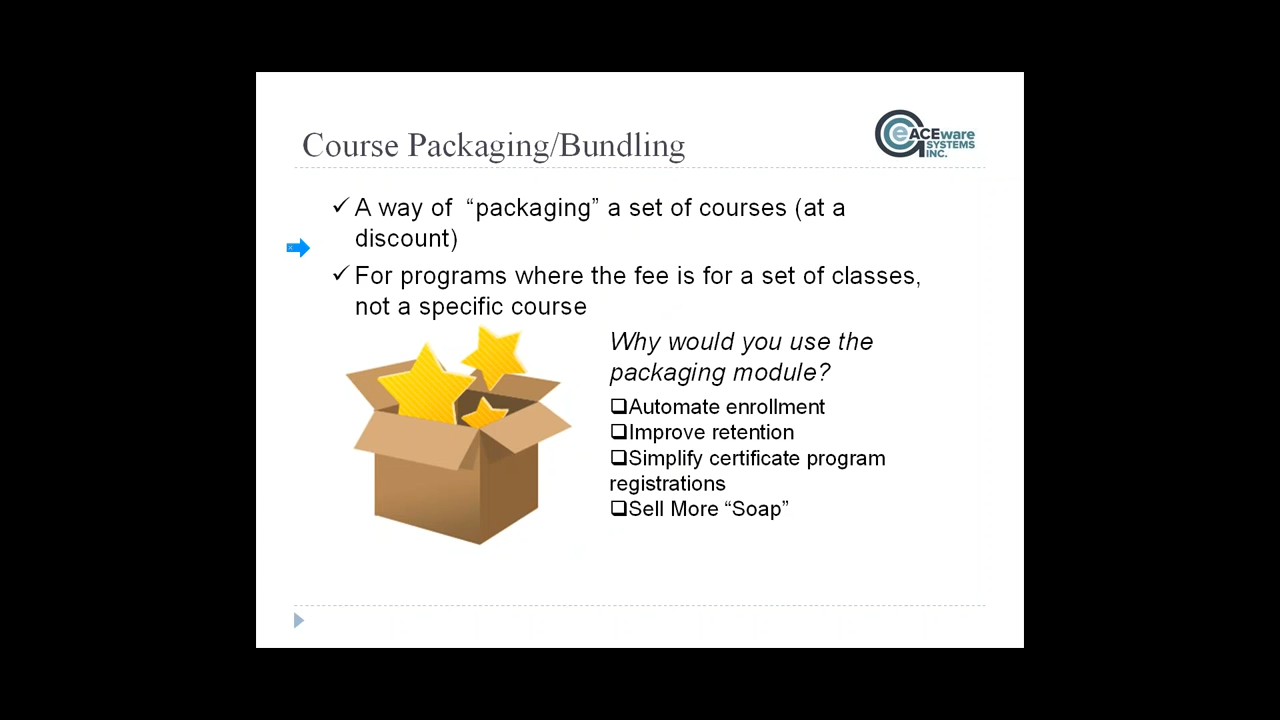 Course Packaging/Bundling
eACEware
SYSTEMS
INC.
✓A way of “packaging” a set of courses (at a
discount)
✓For programs where the fee is for a set of classes,
not a specific course
Why would you use the
packaging module?
❑Automate enrollment
❑Improve retention
❑Simplify certificate program
registrations
❑Sell More “Soap”